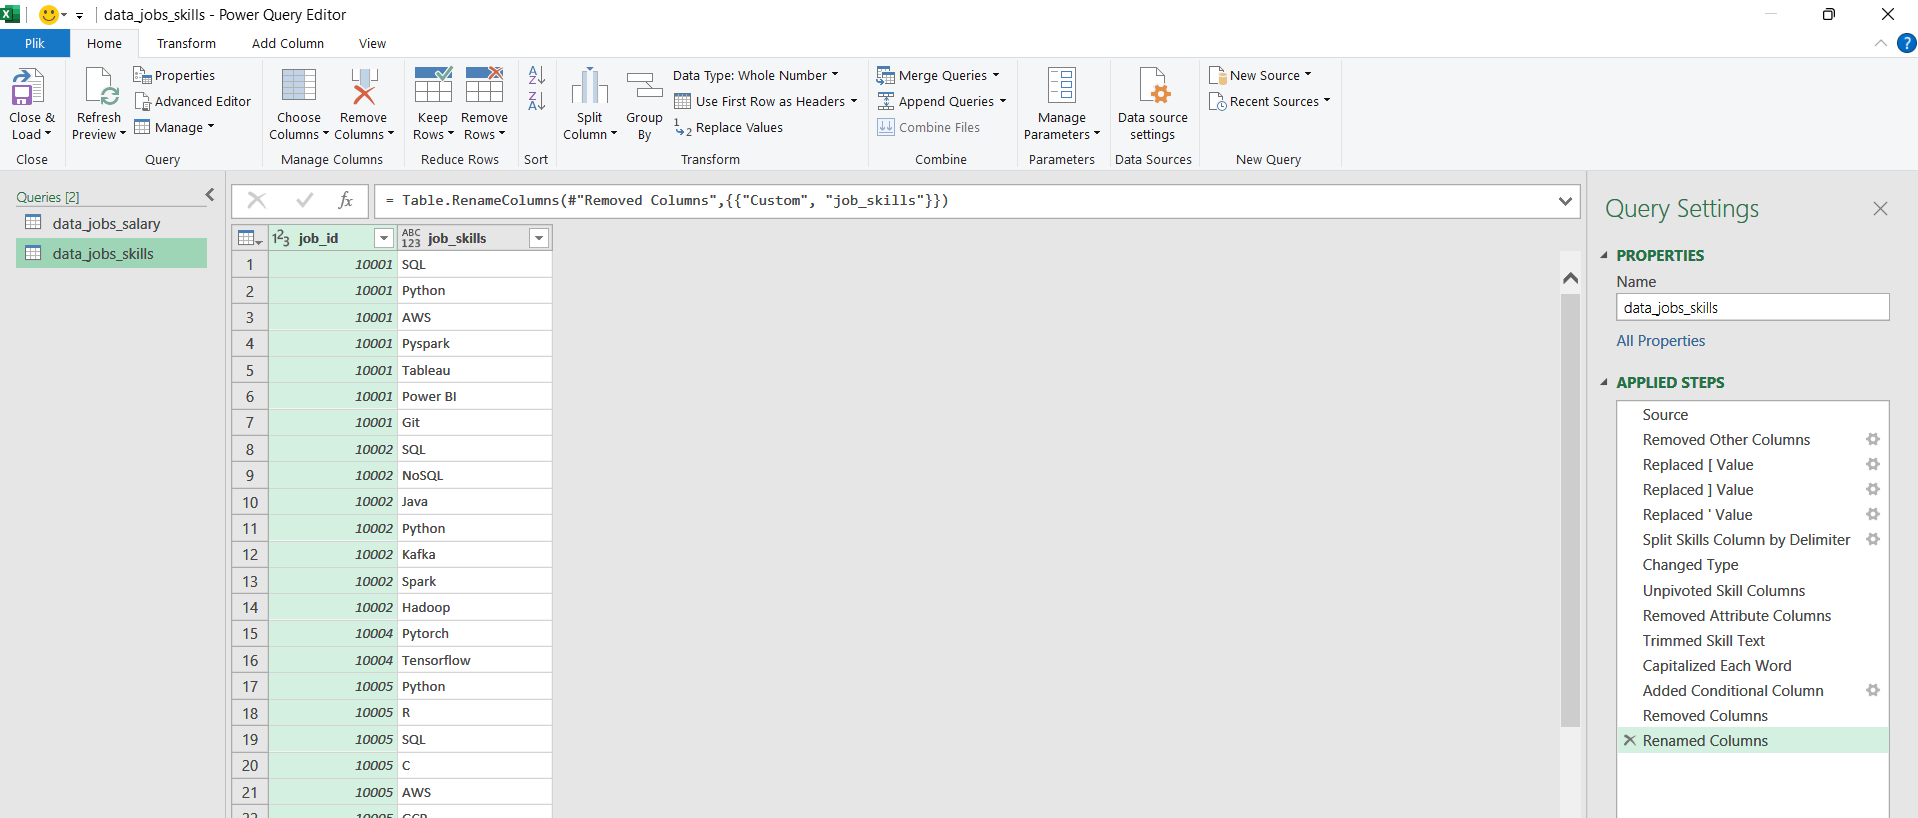 data_jobs_skills - Power Query Editor
Plik Home Transform Add Column View
Close & Load
Close
Refresh Preview
Properties
Advanced Editor
Manage
Query
Choose Columns
Remove Columns
Manage Columns
Keep Rows
Remove Rows
Reduce Rows
Sort
Split Column
Group By
Data Type: Whole Number
Use First Row as Headers
Replace Values
Transform
Merge Queries
Append Queries
Combine Files
Combine
Manage Parameters
Parameters
Data source settings
Data Sources
New Source
Recent Sources
New Query
Queries [2]
data_jobs_salary
data_jobs_skills
fx = Table.RenameColumns(#"Removed Columns",{{"Custom", "job_skills"}})
123 job_id ABC 123 job_skills
1 10001 SQL
2 10001 Python
3 10001 AWS
4 10001 Pyspark
5 10001 Tableau
6 10001 Power BI
7 10001 Git
8 10002 SQL
9 10002 NoSQL
10 10002 Java
11 10002 Python
12 10002 Kafka
13 10002 Spark
14 10002 Hadoop
15 10004 Pytorch
16 10004 Tensorflow
17 10005 Python
18 10005 R
19 10005 SQL
20 10005 C
21 10005 AWS
22 10005 GCP
Query Settings
PROPERTIES
Name
data_jobs_skills
All Properties
APPLIED STEPS
Source
Removed Other Columns
Replaced [ Value
Replaced ] Value
Replaced ' Value
Split Skills Column by Delimiter
Changed Type
Unpivoted Skill Columns
Removed Attribute Columns
Trimmed Skill Text
Capitalized Each Word
Added Conditional Column
Removed Columns
Renamed Columns